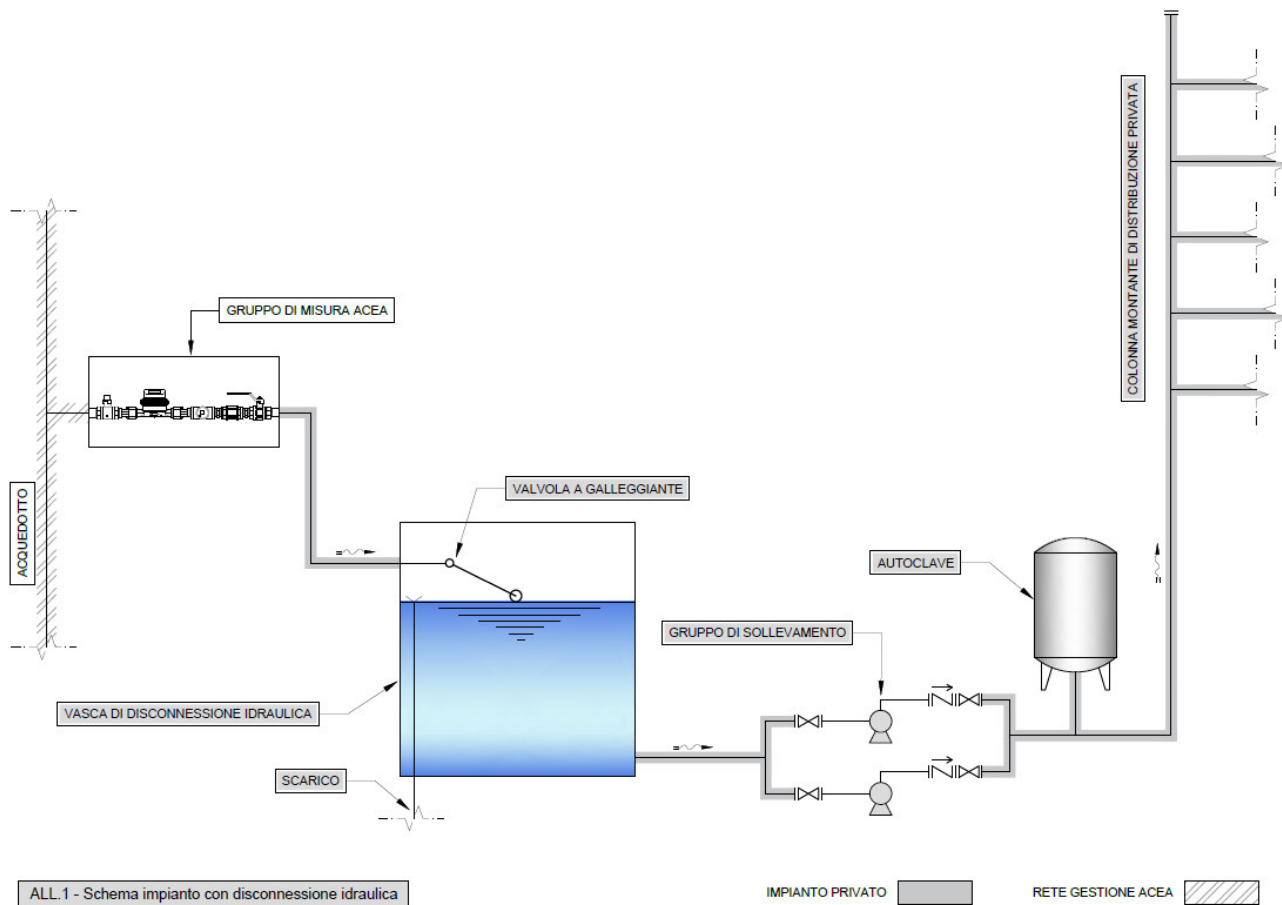 COLONNA MONTANTE DI DISTRIBUZIONE PRIVATA
GRUPPO DI MISURA ACEA
ACQUEDOTTO
VALVOLA A GALLEGGIANTE
AUTOCLAVE
GRUPPO DI SOLLEVAMENTO
VASCA DI DISCONNESSIONE IDRAULICA
SCARICO
ALL.1 - Schema impianto con disconnessione idraulica
IMPIANTO PRIVATO
RETE GESTIONE ACEA